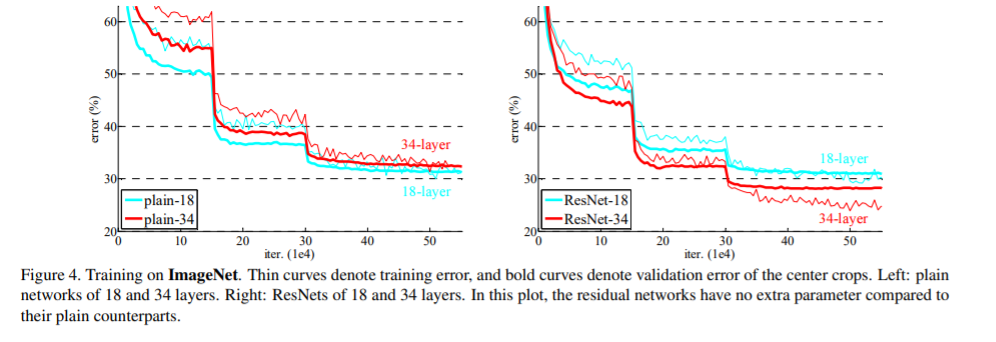 60
50
40
30
20
error (%)
0 10 20 30 40 50
iter. (1e4)
34-layer
18-layer
plain-18
plain-34
60
50
40
30
20
error (%)
0 10 20 30 40 50
iter. (1e4)
18-layer
34-layer
ResNet-18
ResNet-34
Figure 4. Training on ImageNet. Thin curves denote training error, and bold curves denote validation error of the center crops. Left: plain
networks of 18 and 34 layers. Right: ResNets of 18 and 34 layers. In this plot, the residual networks have no extra parameter compared to
their plain counterparts.